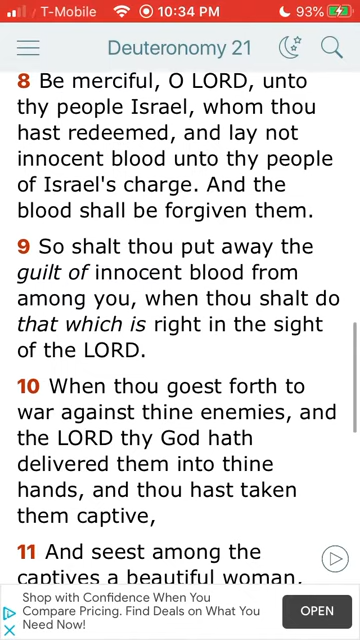 T-Mobile 10:34 PM 93%
Deuteronomy 21
8 Be merciful, O LORD, unto
thy people Israel, whom thou
hast redeemed, and lay not
innocent blood unto thy people
of Israel's charge. And the
blood shall be forgiven them.
9 So shalt thou put away the
guilt of innocent blood from
among you, when thou shalt do
that which is right in the sight
of the LORD.
10 When thou goest forth to
war against thine enemies, and
the LORD thy God hath
delivered them into thine
hands, and thou hast taken
them captive,
11 And seest among the
captives a beautiful woman,
Shop with Confidence When You
Compare Pricing. Find Deals on What You
Need Now!
OPEN